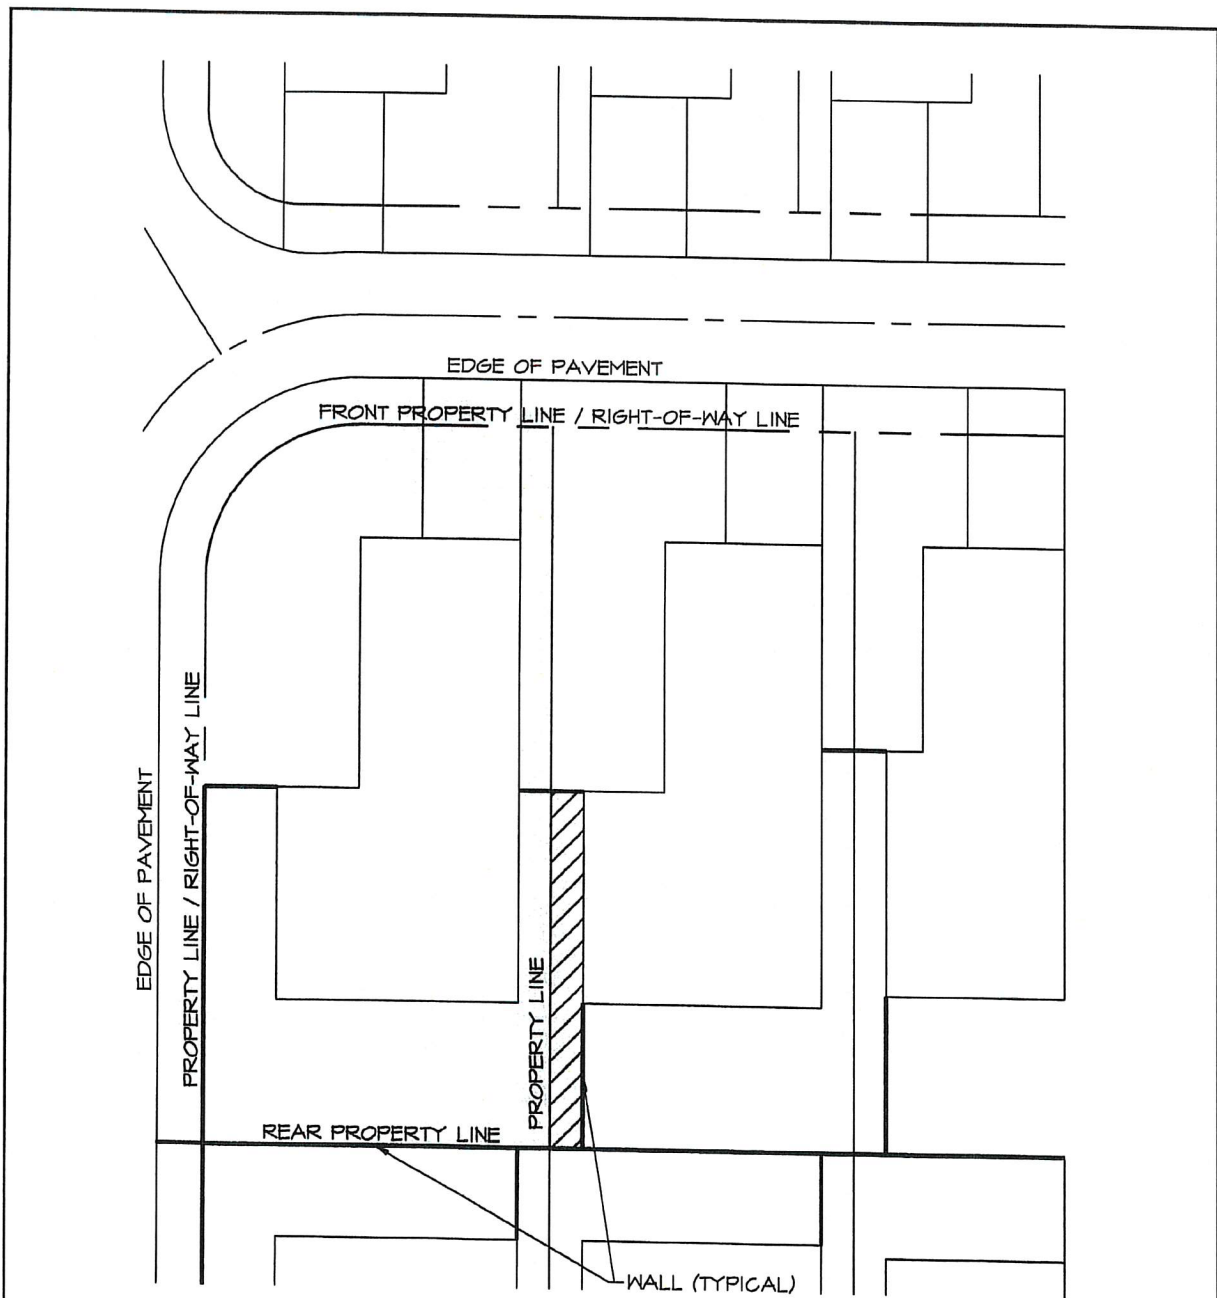 EDGE OF PAVEMENT
FRONT PROPERTY LINE / RIGHT-OF-WAY LINE
PROPERTY LINE / RIGHT-OF-WAY LINE
EDGE OF PAVEMENT
PROPERTY LINE
REAR PROPERTY LINE
WALL (TYPICAL)